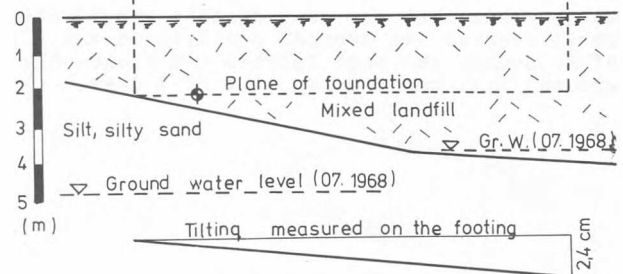 0
1
2
3
4
5
(m)
Plane of foundation
Mixed landfill
Silt, silty sand
Gr.W.(07.1968)
Ground water level (07.1968)
Tilting measured on the footing
2,4 cm